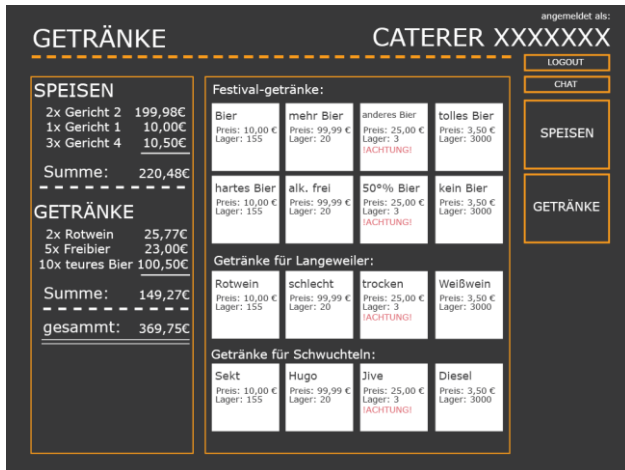 angemeldet als:
GETRÄNKE
CATERER XXXXXXX
LOGOUT
CHAT
SPEISEN
GETRÄNKE
SPEISEN
2x Gericht 2 199,98€
1x Gericht 1 10,00€
3x Gericht 4 10,50€
Summe: 220,48€
GETRÄNKE
2x Rotwein 25,77€
5x Freibier 23,00€
10x teures Bier 100,50€
Summe: 149,27€
gesammt: 369,75€
Festival-getränke:
Bier mehr Bier anderes Bier tolles Bier
Preis: 10,00 € Preis: 99,99 € Preis: 25,00 € Preis: 3,50 €
Lager: 155 Lager: 20 Lager: 3 Lager: 3000
!ACHTUNG!
hartes Bier alk. frei 50°% Bier kein Bier
Preis: 10,00 € Preis: 99,99 € Preis: 25,00 € Preis: 3,50 €
Lager: 155 Lager: 20 Lager: 3 Lager: 3000
!ACHTUNG!
Getränke für Langeweiler:
Rotwein schlecht trocken Weißwein
Preis: 10,00 € Preis: 99,99 € Preis: 25,00 € Preis: 3,50 €
Lager: 155 Lager: 20 Lager: 3 Lager: 3000
!ACHTUNG!
Getränke für Schwuchteln:
Sekt Hugo Jive Diesel
Preis: 10,00 € Preis: 99,99 € Preis: 25,00 € Preis: 3,50 €
Lager: 155 Lager: 20 Lager: 3 Lager: 3000
!ACHTUNG!